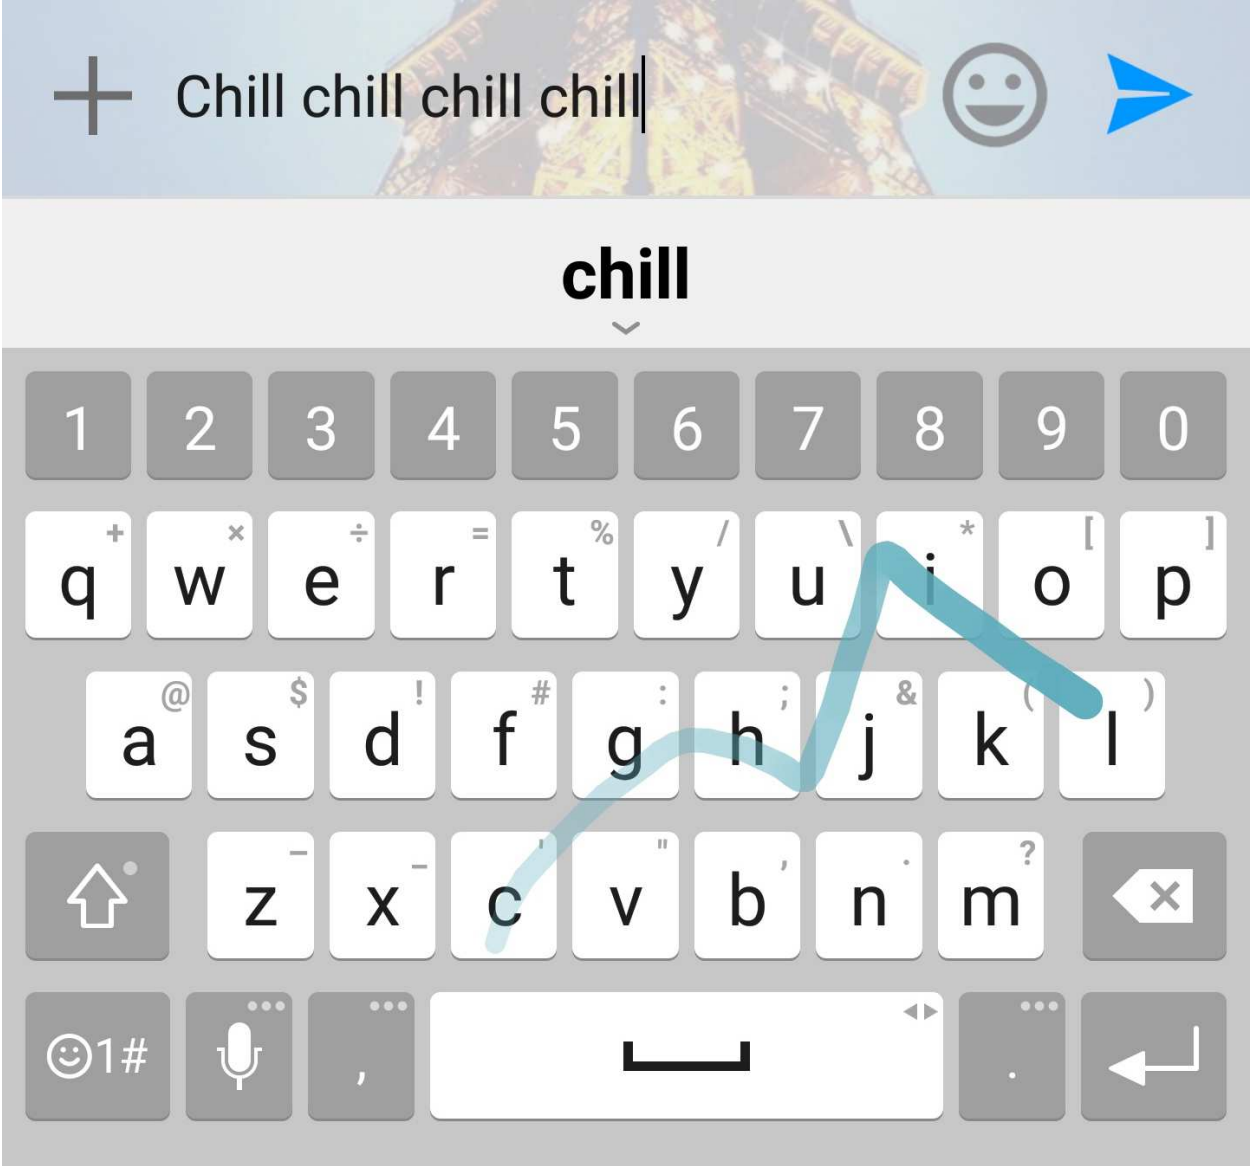 Chill chill chill chill
chill
1 2 3 4 5 6 7 8 9 0
+ × ÷ = % / \ * [ ]
q w e r t y u i o p
@ $ ! # : ; & ( )
a s d f g h j k l
– _ ' " , . ?
z x c v b n m
☺1# , .